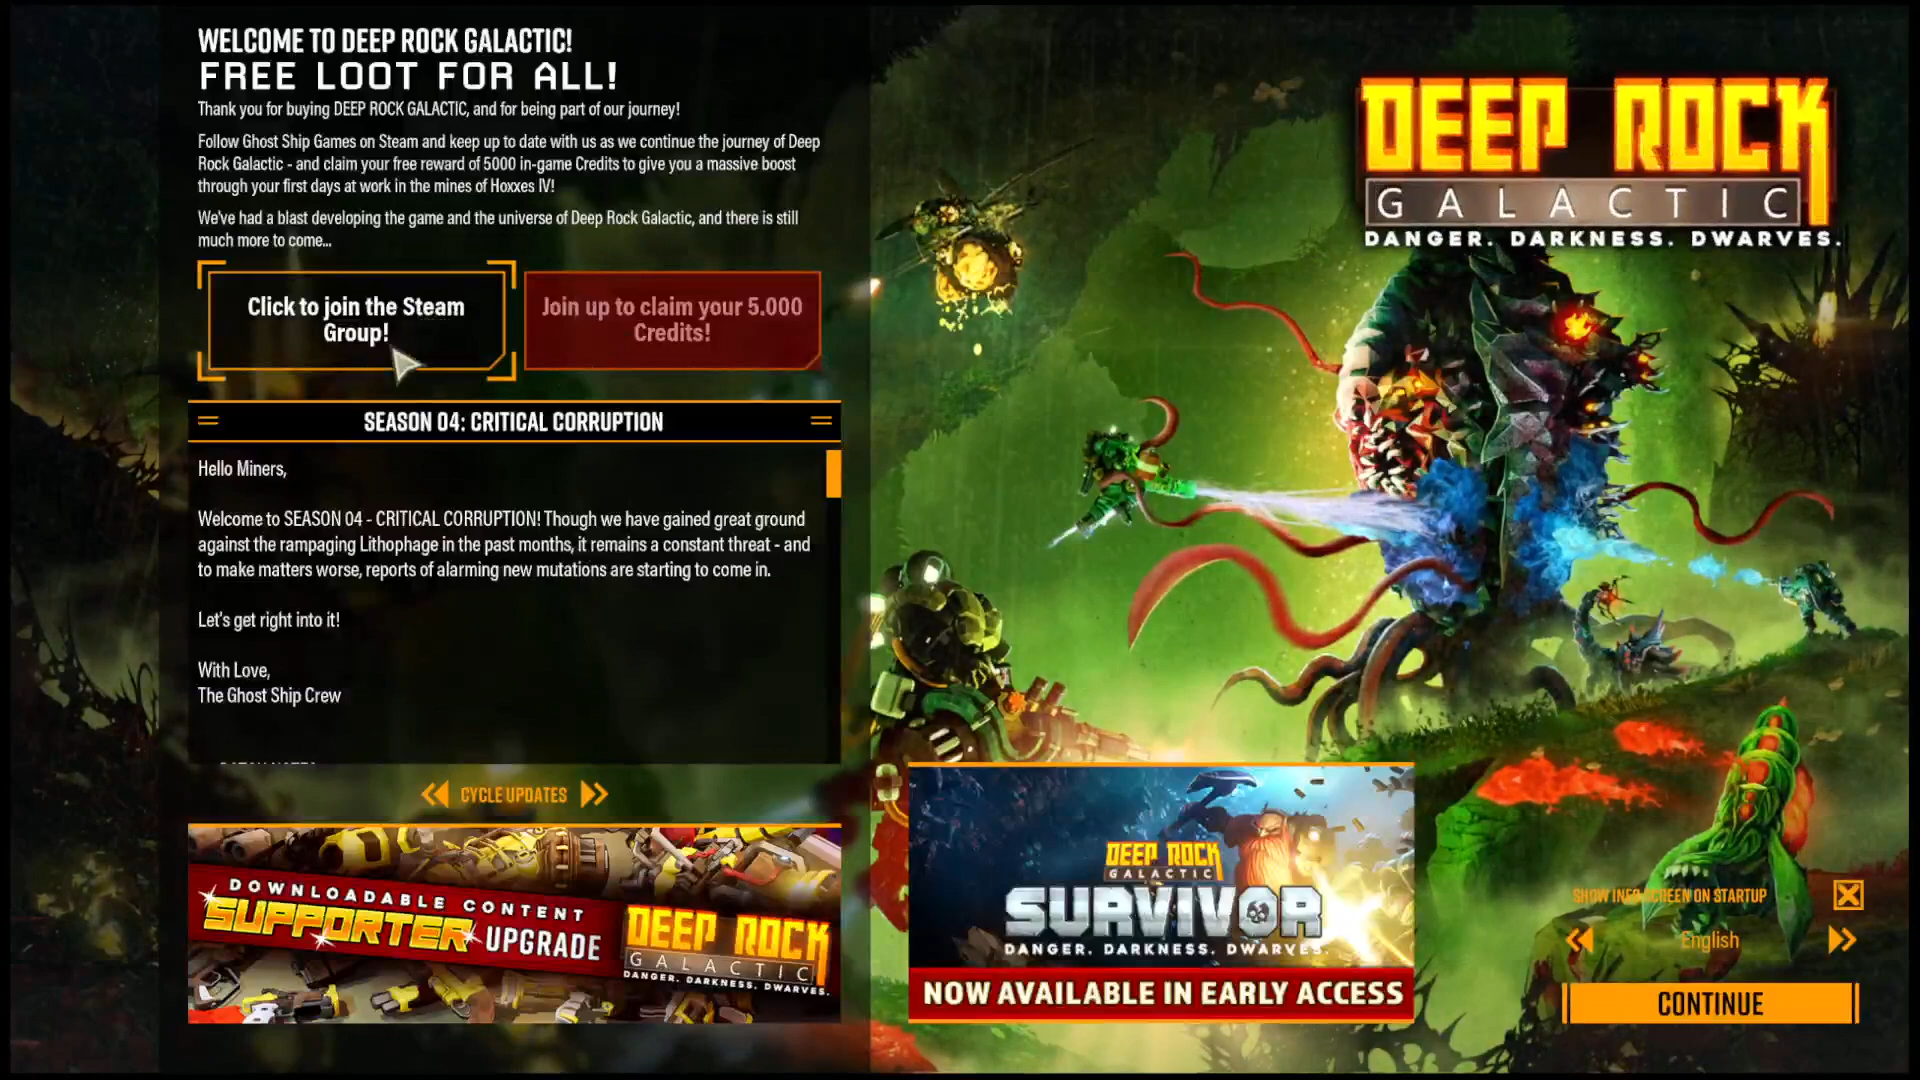 WELCOME TO DEEP ROCK GALACTIC!
FREE LOOT FOR ALL!
Thank you for buying DEEP ROCK GALACTIC, and for being part of our journey!
Follow Ghost Ship Games on Steam and keep up to date with us as we continue the journey of Deep
Rock Galactic - and claim your free reward of 5000 in-game Credits to give you a massive boost
through your first days at work in the mines of Hoxxes IV!
We've had a blast developing the game and the universe of Deep Rock Galactic, and there is still
much more to come...
Click to join the Steam
Group!
Join up to claim your 5.000
Credits!
SEASON 04: CRITICAL CORRUPTION
Hello Miners,
Welcome to SEASON 04 - CRITICAL CORRUPTION! Though we have gained great ground
against the rampaging Lithophage in the past months, it remains a constant threat - and
to make matters worse, reports of alarming new mutations are starting to come in.
Let's get right into it!
With Love,
The Ghost Ship Crew
CYCLE UPDATES
DOWNLOADABLE CONTENT
SUPPORTER UPGRADE
DEEP ROCK
GALACTIC
DANGER. DARKNESS. DWARVES.
DEEP ROCK
GALACTIC
DANGER. DARKNESS. DWARVES.
DEEP ROCK
GALACTIC
SURVIVOR
DANGER. DARKNESS. DWARVES.
NOW AVAILABLE IN EARLY ACCESS
SHOW INFO SCREEN ON STARTUP
English
CONTINUE